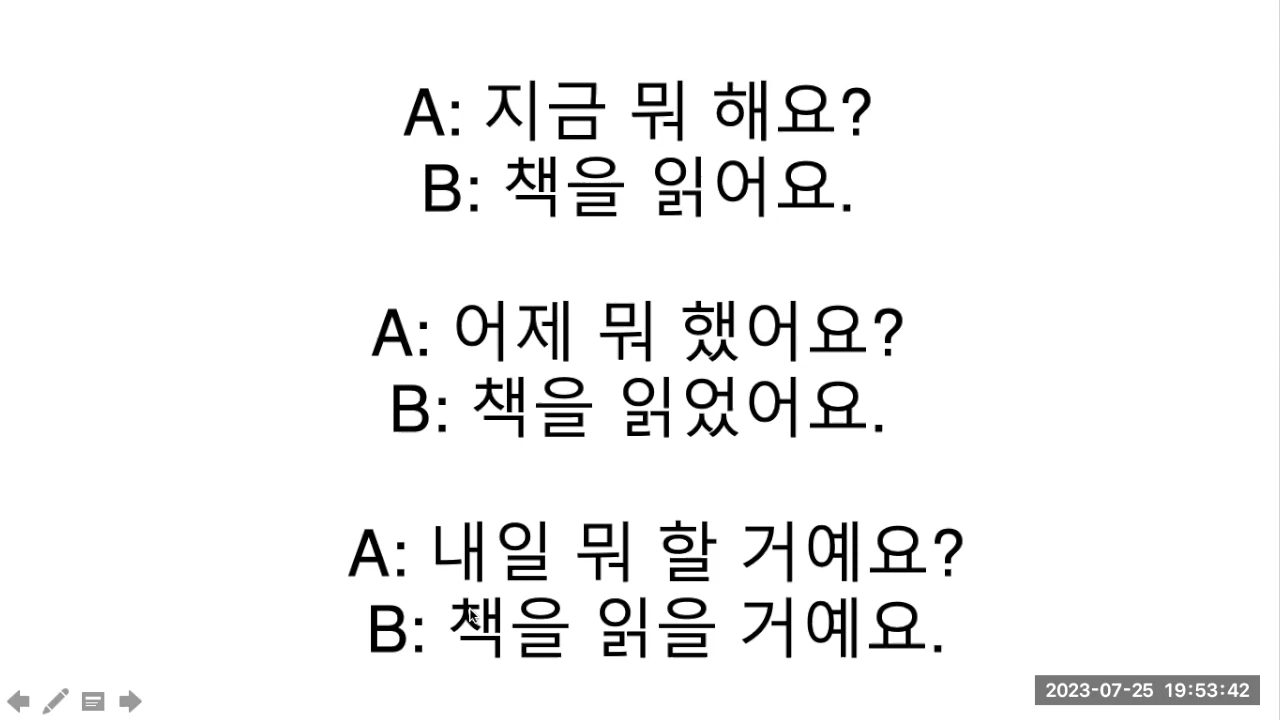 A: 지금 뭐 해요?
B: 책을 읽어요.
A: 어제 뭐 했어요?
B: 책을 읽었어요.
A: 내일 뭐 할 거예요?
B: 책을 읽을 거예요.
2023-07-25 19:53:42